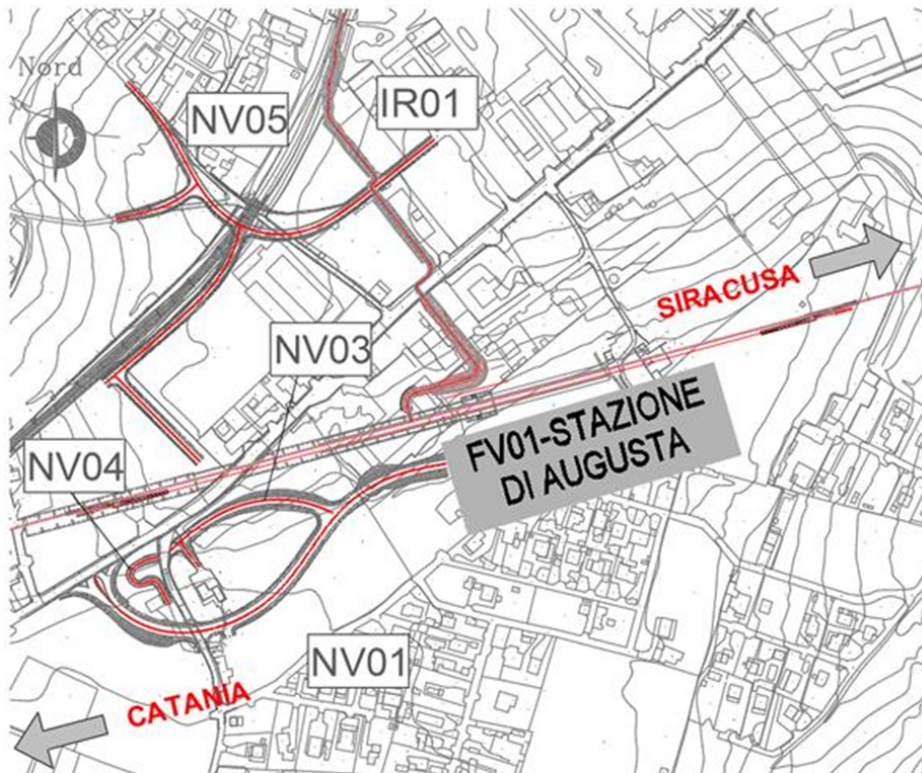 Nord
NV05
IR01
SIRACUSA
NV03
FV01-STAZIONE
DI AUGUSTA
NV04
NV01
CATANIA